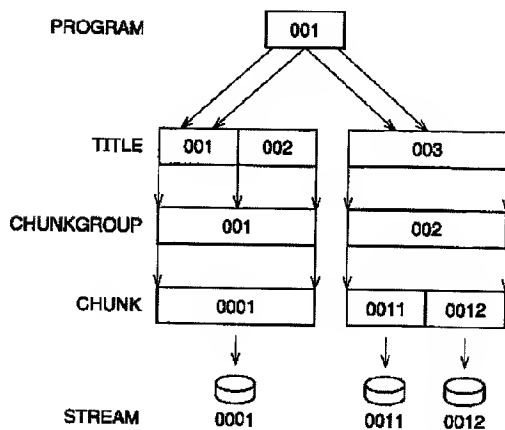 PROGRAM 001
TITLE 001 002 003
CHUNKGROUP 001 002
CHUNK 0001 0011 0012
STREAM 0001 0011 0012